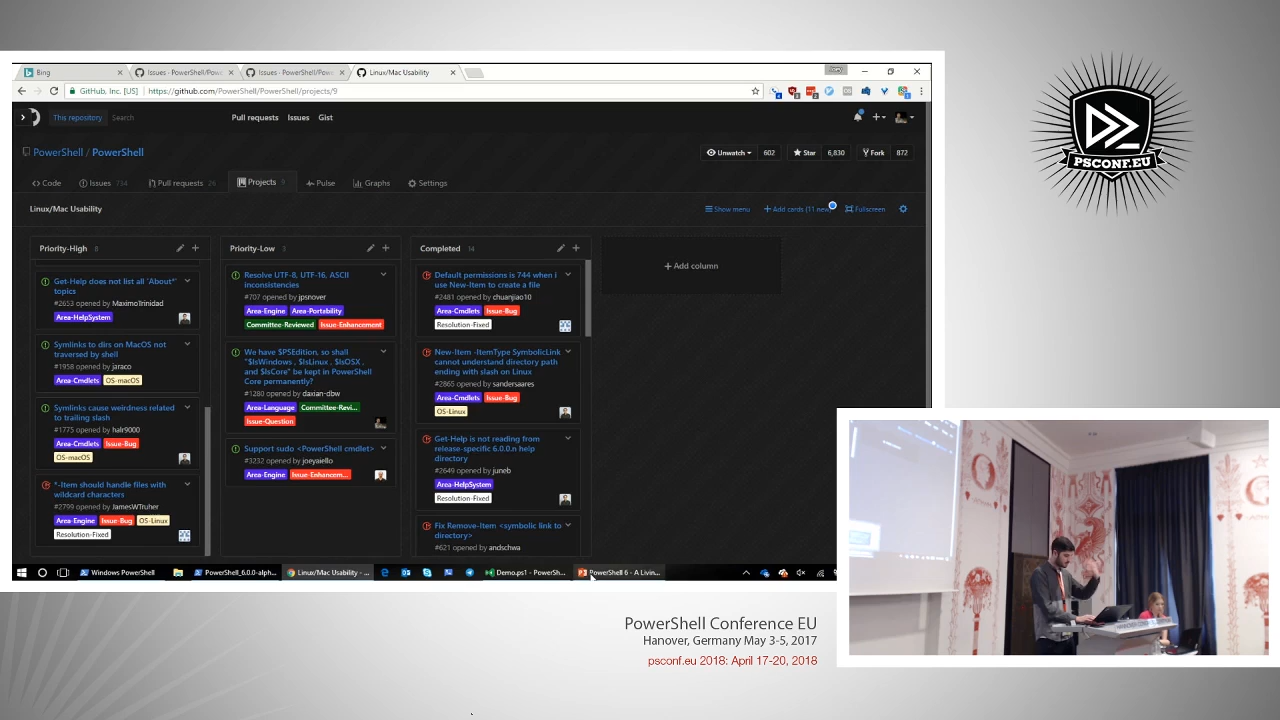 Bing
Issues · PowerShell/Powe
Issues · PowerShell/Powe
Linux/Mac Usability
GitHub, Inc. [US]
https://github.com/PowerShell/PowerShell/projects/9
This repository
Search
Pull requests
Issues
Gist
PowerShell / PowerShell
Unwatch
602
Star
6,830
Fork
872
Code
Issues 734
Pull requests 26
Projects 3
Pulse
Graphs
Settings
Linux/Mac Usability
Show menu
Add cards (11 new)
Fullscreen
Priority-High 8
Get-Help does not list all 'About*'
topics
#2653 opened by MaximoTrinidad
Area-HelpSystem
Symlinks to dirs on MacOS not
traversed by shell
#1958 opened by jaraco
Area-Cmdlets
OS-macOS
Symlinks cause weirdness related
to trailing slash
#1775 opened by halr9000
Area-Cmdlets
Issue-Bug
OS-macOS
*-Item should handle files with
wildcard characters
#2799 opened by JamesWTruher
Area-Engine
Issue-Bug
OS-Linux
Resolution-Fixed
Priority-Low 3
Resolve UTF-8, UTF-16, ASCII
inconsistencies
#707 opened by jpsnover
Area-Engine
Area-Portability
Committee-Reviewed
Issue-Enhancement
We have $PSEdition, so shall
"$IsWindows , $IsLinux , $IsOSX ,
and $IsCore" be kept in PowerShell
Core permanently?
#1280 opened by daxian-dbw
Area-Language
Committee-Revi...
Issue-Question
Support sudo <PowerShell cmdlet>
#3232 opened by joeyaiello
Area-Engine
Issue-Enhancem...
Completed 14
Default permissions is 744 when i
use New-Item to create a file
#2481 opened by chuanjiao10
Area-Cmdlets
Issue-Bug
Resolution-Fixed
New-Item -ItemType SymbolicLink
cannot understand directory path
ending with slash on Linux
#2865 opened by sandersaares
Area-Cmdlets
Issue-Bug
OS-Linux
Get-Help is not reading from
release-specific 6.0.0.n help
directory
#2649 opened by juneb
Area-HelpSystem
Resolution-Fixed
Fix Remove-Item <symbolic link to
directory>
#621 opened by andschwa
Add column
Windows PowerShell
PowerShell_6.0.0-alph...
Linux/Mac Usability - ...
Demo.ps1 - PowerSh...
PowerShell 6 - A Livin...
PSCONF.EU
PowerShell Conference EU
Hanover, Germany May 3-5, 2017
psconf.eu 2018: April 17-20, 2018